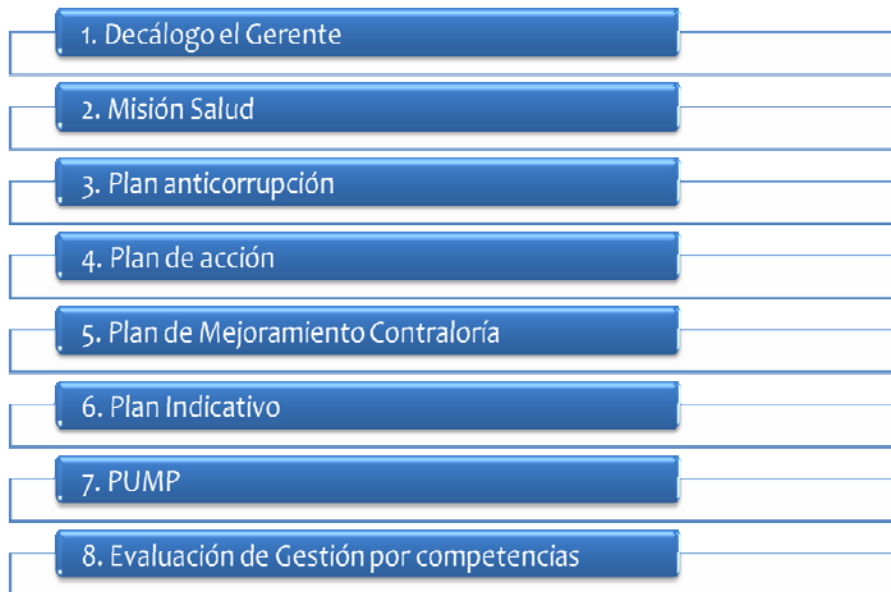 1. Decálogo el Gerente
2. Misión Salud
3. Plan anticorrupción
4. Plan de acción
5. Plan de Mejoramiento Contraloría
6. Plan Indicativo
7. PUMP
8. Evaluación de Gestión por competencias